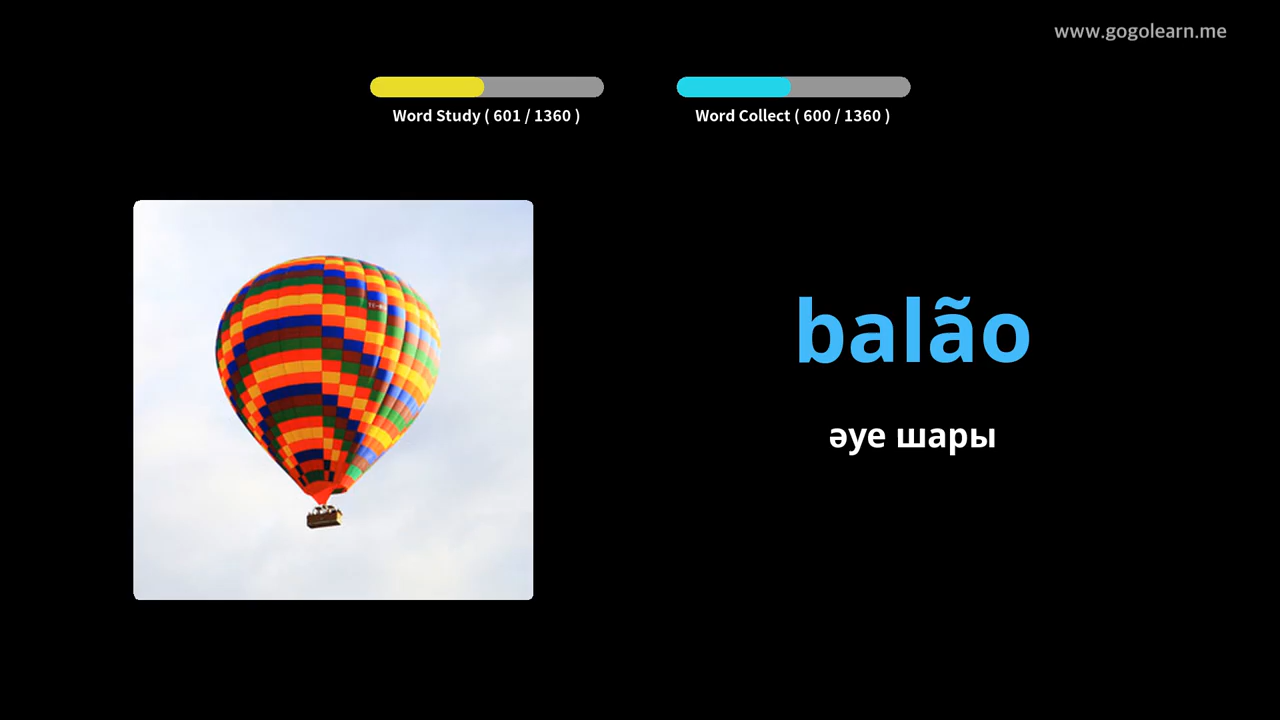 www.gogolearn.me
Word Study ( 601 / 1360 )
Word Collect ( 600 / 1360 )
balão
әуе шары